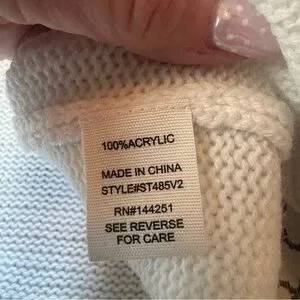 100%ACRYLIC
MADE IN CHINA
STYLE#ST485V2
RN#144251
SEE REVERSE
FOR CARE